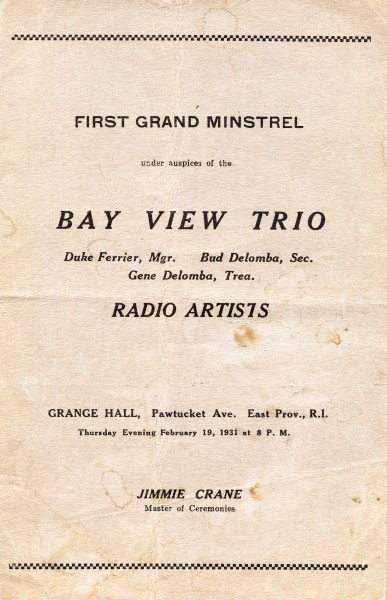 FIRST GRAND MINSTREL
under auspices of the
BAY VIEW TRIO
Duke Ferrier, Mgr. Bud Delomba, Sec.
Gene Delomba, Trea.
RADIO ARTISTS
GRANGE HALL, Pawtucket Ave. East Prov., R.I.
Thursday Evening February 19, 1931 at 8 P. M.
JIMMIE CRANE
Master of Ceremonies